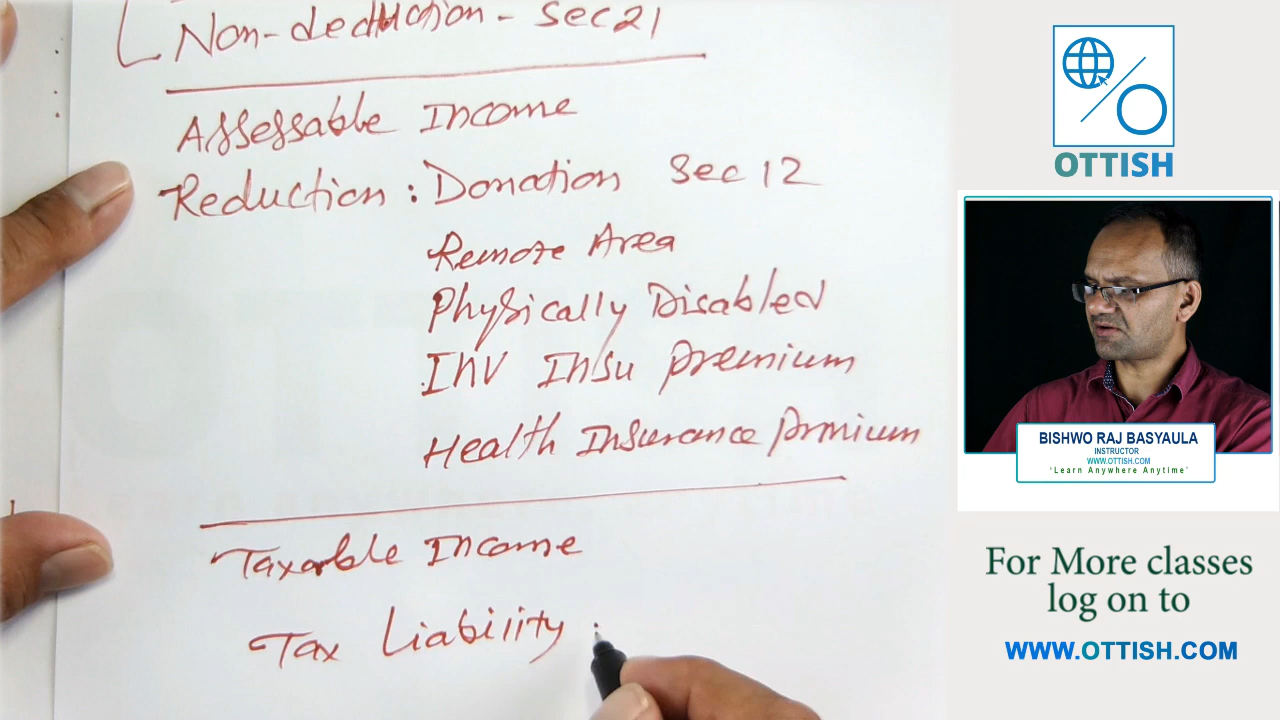 Non-deduction - Sec 21
Assessable Income
Reduction : Donation Sec 12
Remote Area
Physically Disabled
INV Insu premium
Health Insurance prmium
Taxable Income
Tax Liability :
OTTISH
BISHWO RAJ BASYAULA
INSTRUCTOR
WWW.OTTISH.COM
'Learn Anywhere Anytime'
For More classes
log on to
WWW.OTTISH.COM